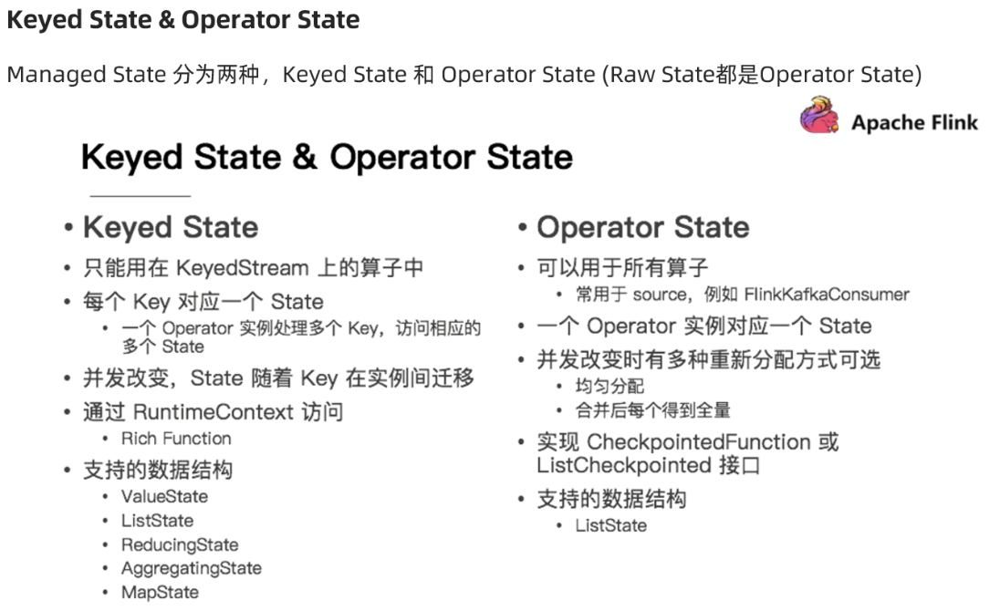 Keyed State & Operator State
Managed State 分为两种，Keyed State 和 Operator State (Raw State都是Operator State)
Apache Flink
Keyed State & Operator State
• Keyed State
• 只能用在 KeyedStream 上的算子中
• 每个 Key 对应一个 State
• 一个 Operator 实例处理多个 Key，访问相应的
多个 State
• 并发改变，State 随着 Key 在实例间迁移
• 通过 RuntimeContext 访问
• Rich Function
• 支持的数据结构
• ValueState
• ListState
• ReducingState
• AggregatingState
• MapState
• Operator State
• 可以用于所有算子
• 常用于 source，例如 FlinkKafkaConsumer
• 一个 Operator 实例对应一个 State
• 并发改变时有多种重新分配方式可选
• 均匀分配
• 合并后每个得到全量
• 实现 CheckpointedFunction 或
ListCheckpointed 接口
• 支持的数据结构
• ListState